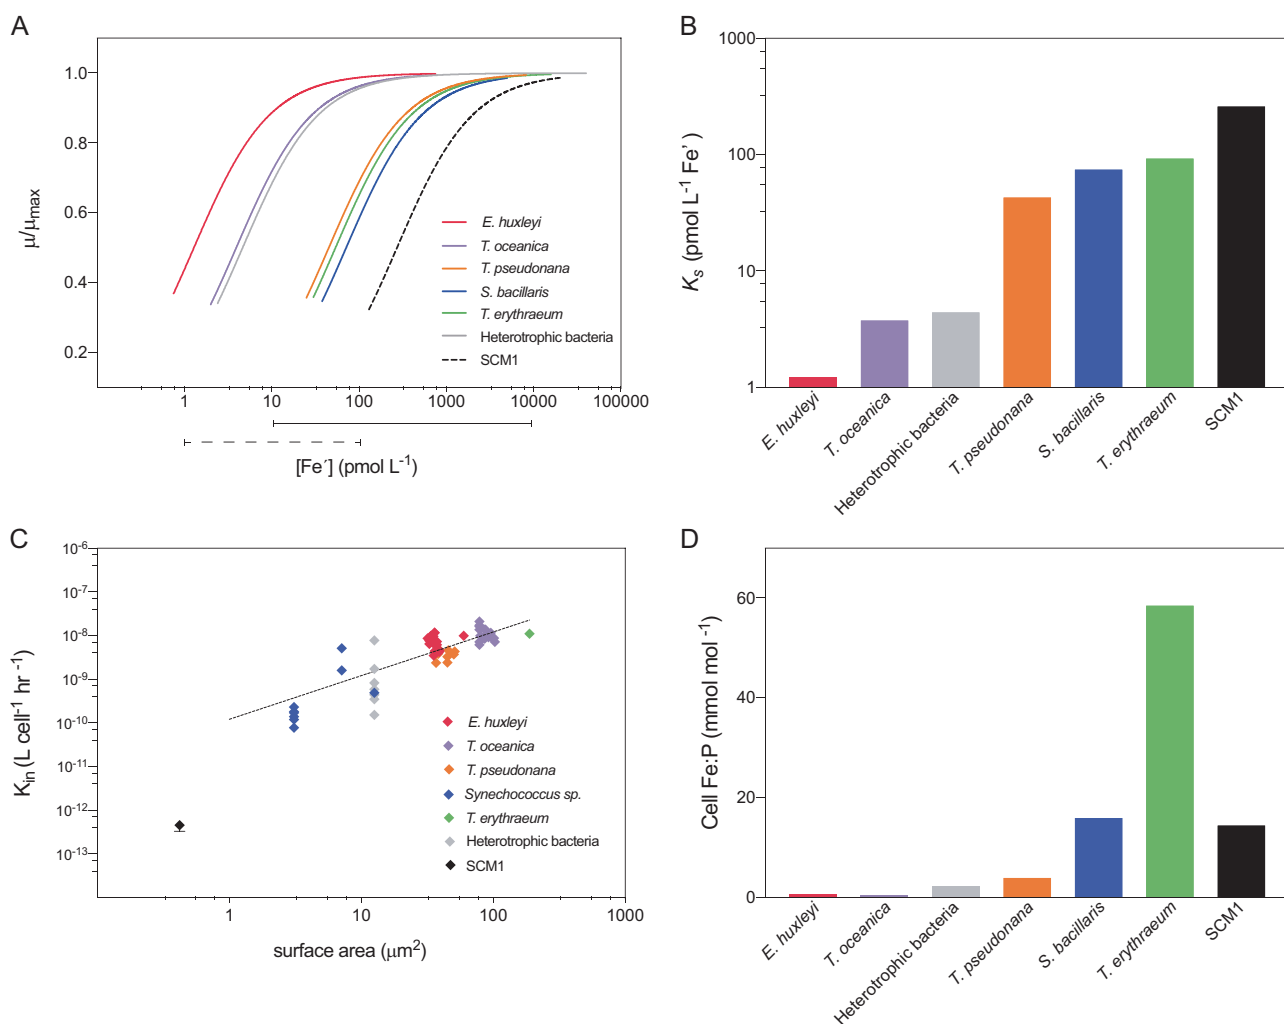 A
μ/μmax
1.0
0.8
0.6
0.4
0.2
E. huxleyi
T. oceanica
T. pseudonana
S. bacillaris
T. erythraeum
Heterotrophic bacteria
SCM1
1 10 100 1000 10000 100000
[Fe´] (pmol L-1)
B
Ks (pmol L-1 Fe')
1000
100
10
1
E. huxleyi
T. oceanica
Heterotrophic bacteria
T. pseudonana
S. bacillaris
T. erythraeum
SCM1
C
Kin (L cell-1 hr -1)
10-6
10-7
10-8
10-9
10-10
10-11
10-12
10-13
E. huxleyi
T. oceanica
T. pseudonana
Synechococcus sp.
T. erythraeum
Heterotrophic bacteria
SCM1
1 10 100 1000
surface area (μm2)
D
Cell Fe:P (mmol mol -1)
60
40
20
0
E. huxleyi
T. oceanica
Heterotrophic bacteria
T. pseudonana
S. bacillaris
T. erythraeum
SCM1